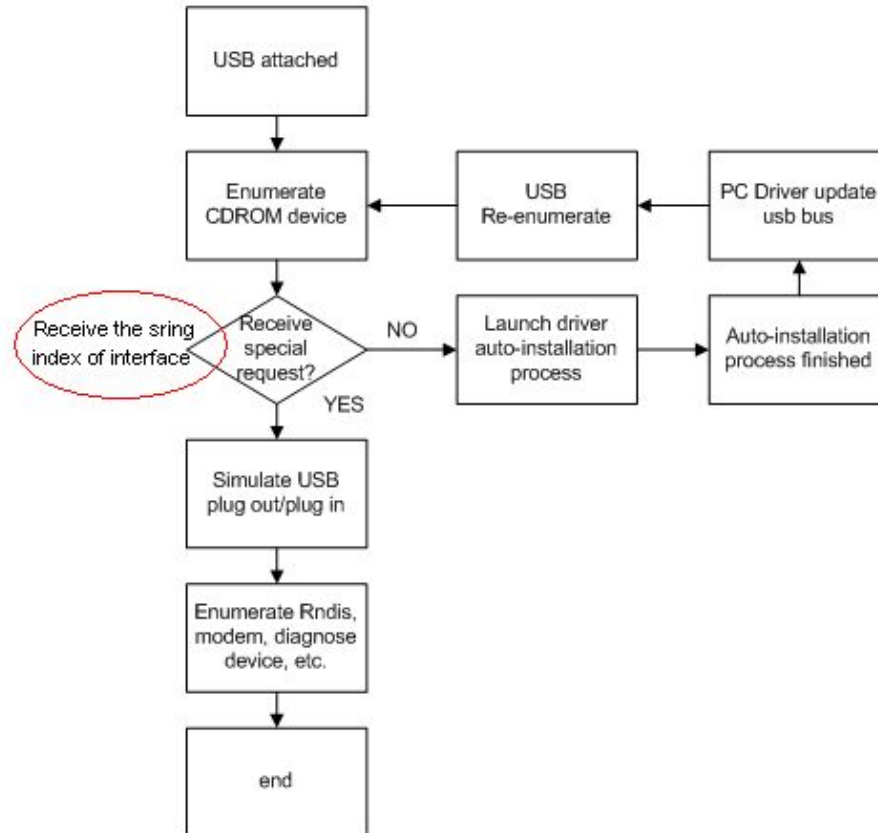 USB attached
Enumerate
CDROM device
USB
Re-enumerate
PC Driver update
usb bus
Receive the sring
index of interface
Receive
special
request?
NO
Launch driver
auto-installation
process
Auto-installation
process finished
YES
Simulate USB
plug out/plug in
Enumerate Rndis,
modem, diagnose
device, etc.
end